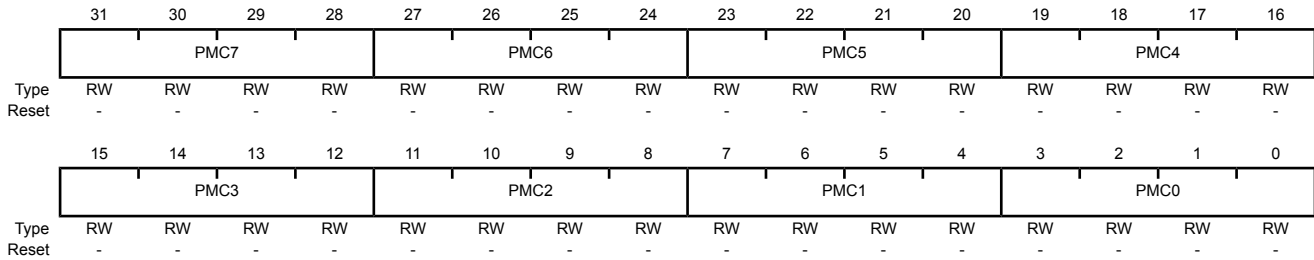 31 30 29 28 27 26 25 24 23 22 21 20 19 18 17 16
PMC7 PMC6 PMC5 PMC4
Type RW RW RW RW RW RW RW RW RW RW RW RW RW RW RW RW
Reset - - - - - - - - - - - - - - - -
15 14 13 12 11 10 9 8 7 6 5 4 3 2 1 0
PMC3 PMC2 PMC1 PMC0
Type RW RW RW RW RW RW RW RW RW RW RW RW RW RW RW RW
Reset - - - - - - - - - - - - - - - -